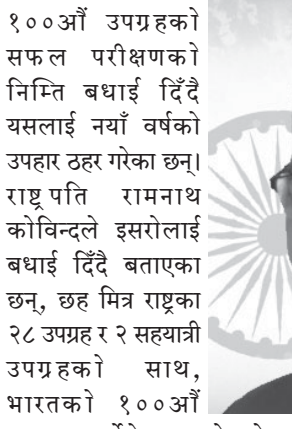 १००औं उपग्रहको
सफल परीक्षणको
निम्ति बधाई दिँदै
यसलाई नयाँ वर्षको
उपहार ठहर गरेका छन्।
राष्ट्रपति रामनाथ
कोविन्दले इसरोलाई
बधाई दिँदै बताएका
छन्, छह मित्र राष्ट्रका
२८ उपग्रह र २ सहयात्री
उपग्रहको साथ,
भारतको १००औं